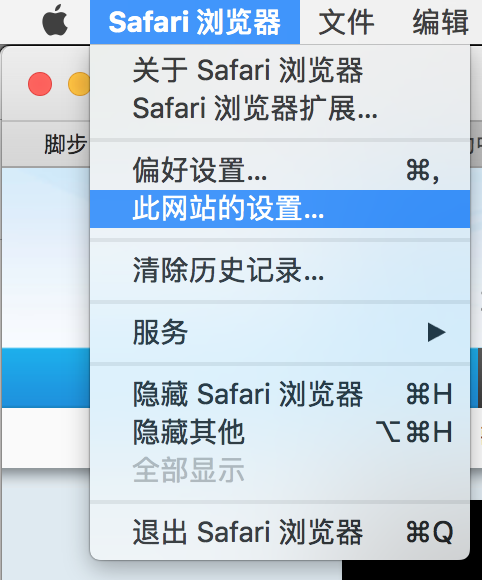 Safari 浏览器 文件 编辑
关于 Safari 浏览器
Safari 浏览器扩展...
脚步
偏好设置... ⌘,
此网站的设置...
清除历史记录...
服务 ▶
隐藏 Safari 浏览器 ⌘H
隐藏其他 ⌥⌘H
全部显示
退出 Safari 浏览器 ⌘Q